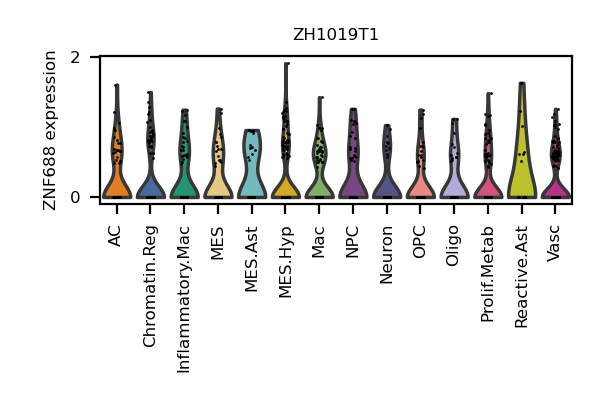 ZH1019T1
ZNF688 expression
2
0
AC
Chromatin.Reg
Inflammatory.Mac
MES
MES.Ast
MES.Hyp
Mac
NPC
Neuron
OPC
Oligo
Prolif.Metab
Reactive.Ast
Vasc